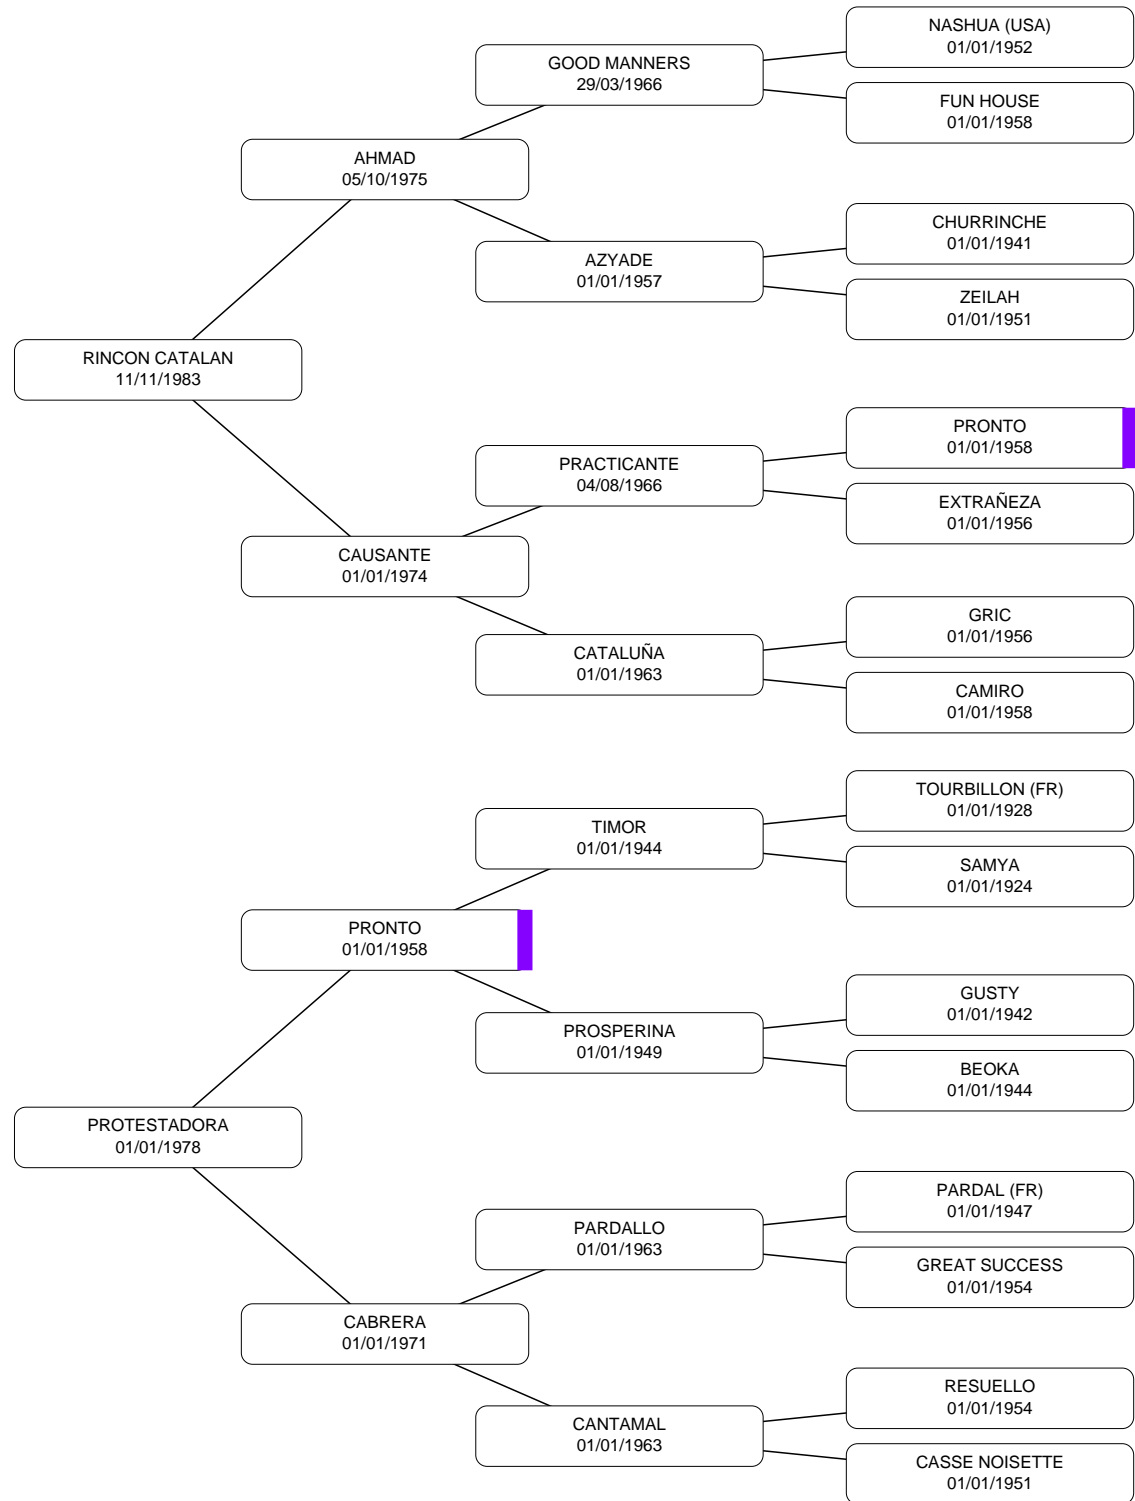 NASHUA (USA)
01/01/1952
GOOD MANNERS
29/03/1966
FUN HOUSE
01/01/1958
AHMAD
05/10/1975
CHURRINCHE
01/01/1941
AZYADE
01/01/1957
ZEILAH
01/01/1951
RINCON CATALAN
11/11/1983
PRONTO
01/01/1958
PRACTICANTE
04/08/1966
EXTRAÑEZA
01/01/1956
CAUSANTE
01/01/1974
GRIC
01/01/1956
CATALUÑA
01/01/1963
CAMIRO
01/01/1958
TOURBILLON (FR)
01/01/1928
TIMOR
01/01/1944
SAMYA
01/01/1924
PRONTO
01/01/1958
GUSTY
01/01/1942
PROSPERINA
01/01/1949
BEOKA
01/01/1944
PROTESTADORA
01/01/1978
PARDAL (FR)
01/01/1947
PARDALLO
01/01/1963
GREAT SUCCESS
01/01/1954
CABRERA
01/01/1971
RESUELLO
01/01/1954
CANTAMAL
01/01/1963
CASSE NOISETTE
01/01/1951